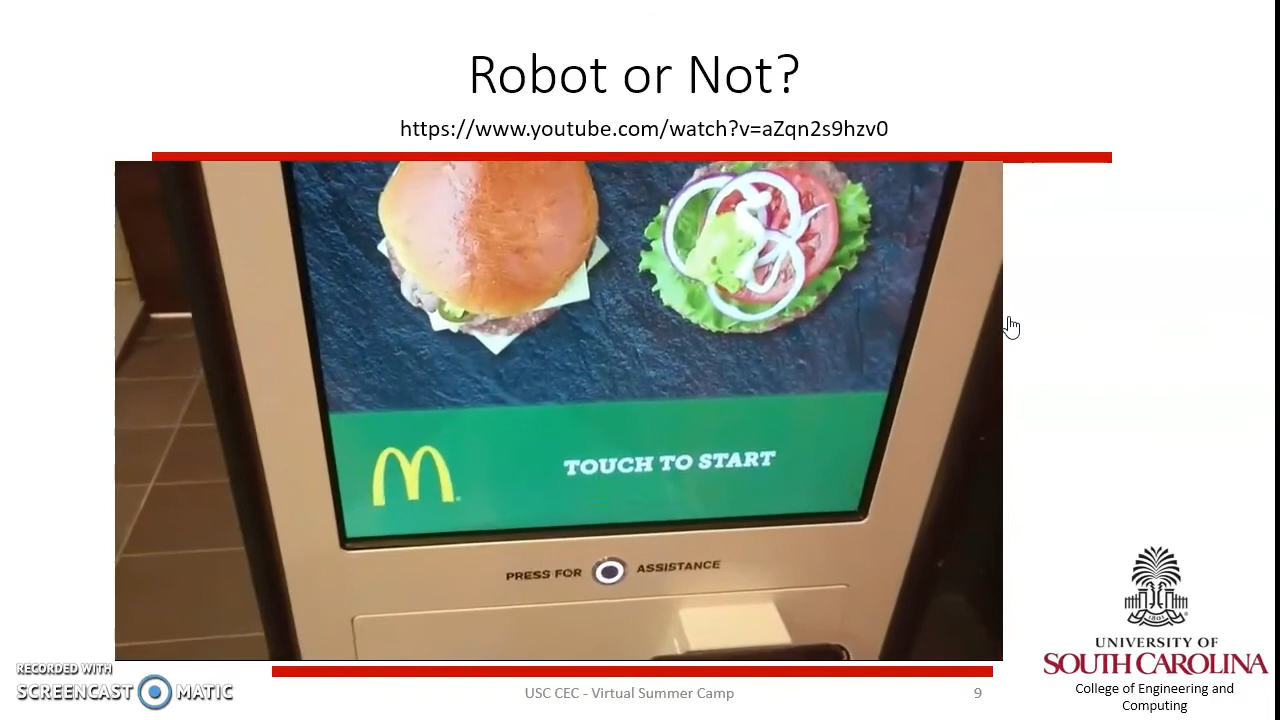 Robot or Not?
https://www.youtube.com/watch?v=aZqn2s9hzv0
TOUCH TO START
PRESS FOR ASSISTANCE
UNIVERSITY OF
SOUTH CAROLINA
College of Engineering and
Computing
RECORDED WITH
SCREENCAST MATIC
USC CEC - Virtual Summer Camp
9